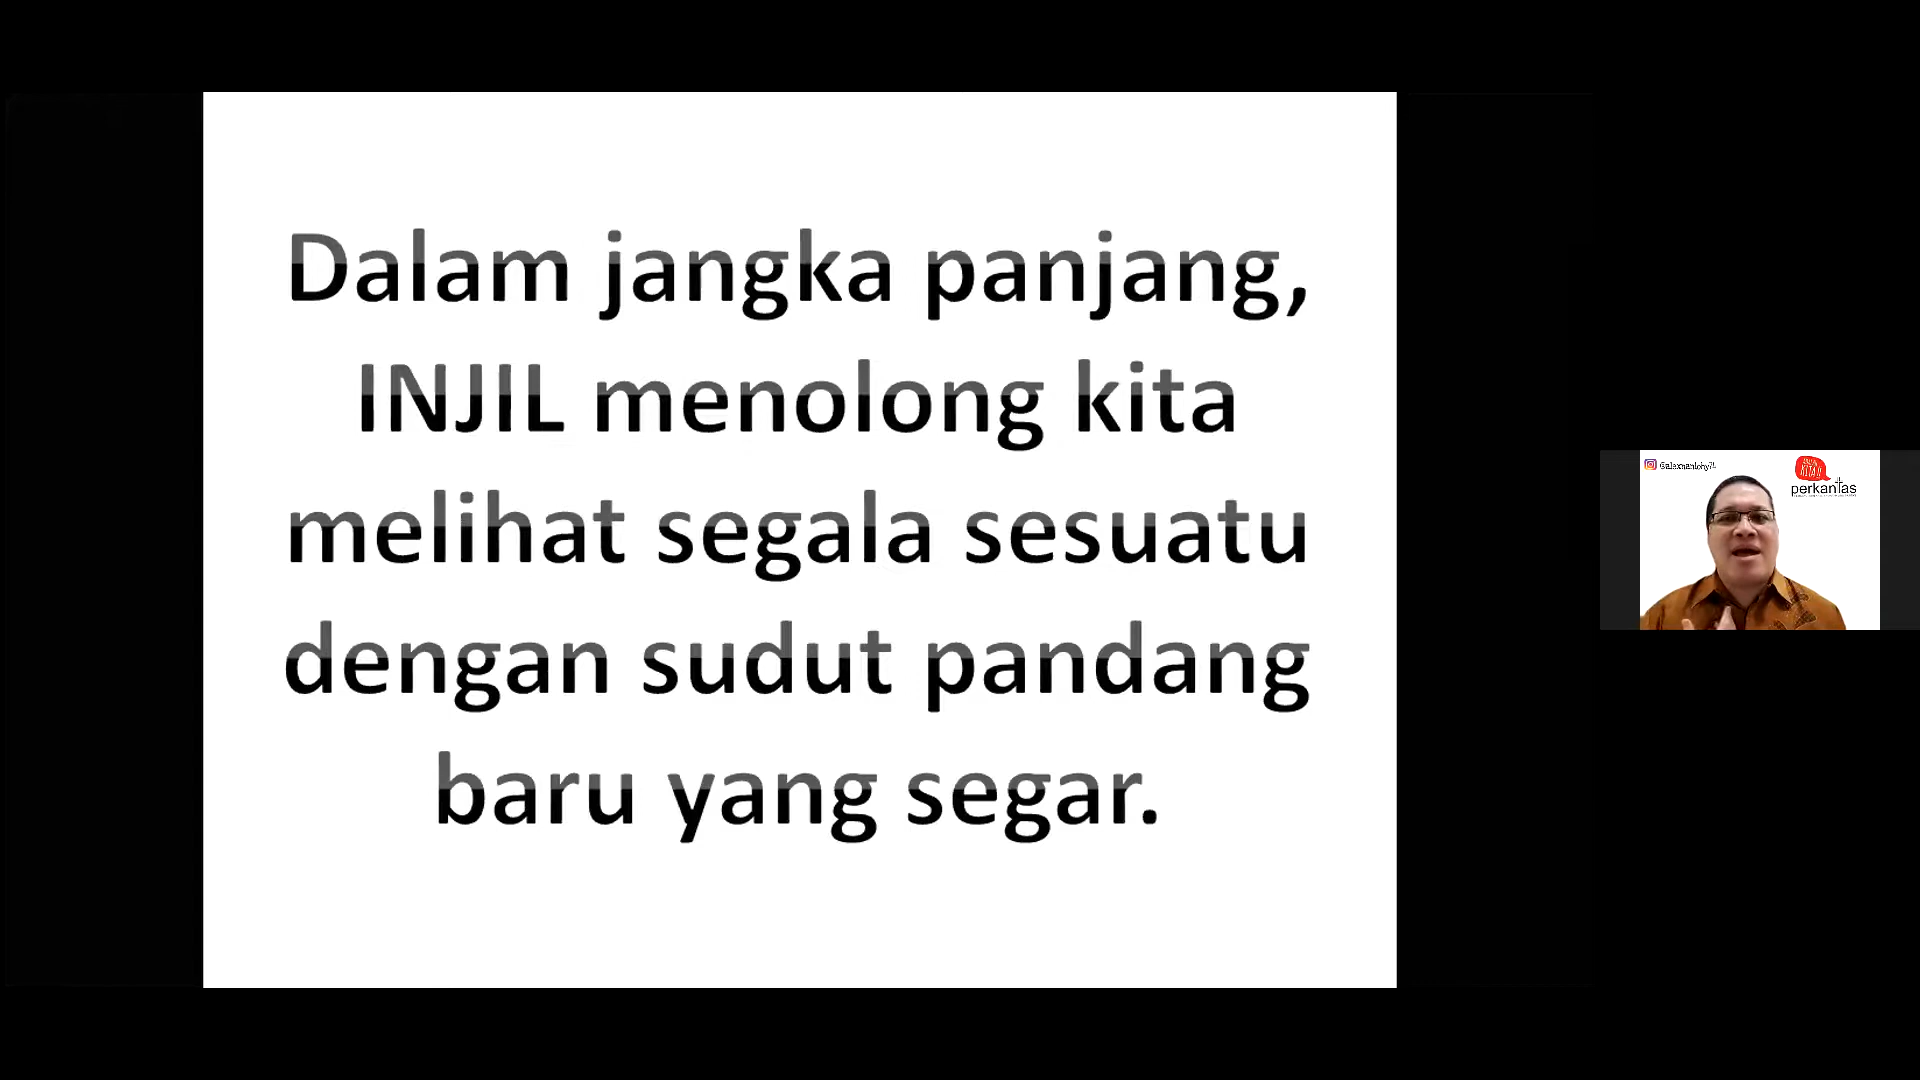 Dalam jangka panjang,
INJIL menolong kita
melihat segala sesuatu
dengan sudut pandang
baru yang segar.
perkantas